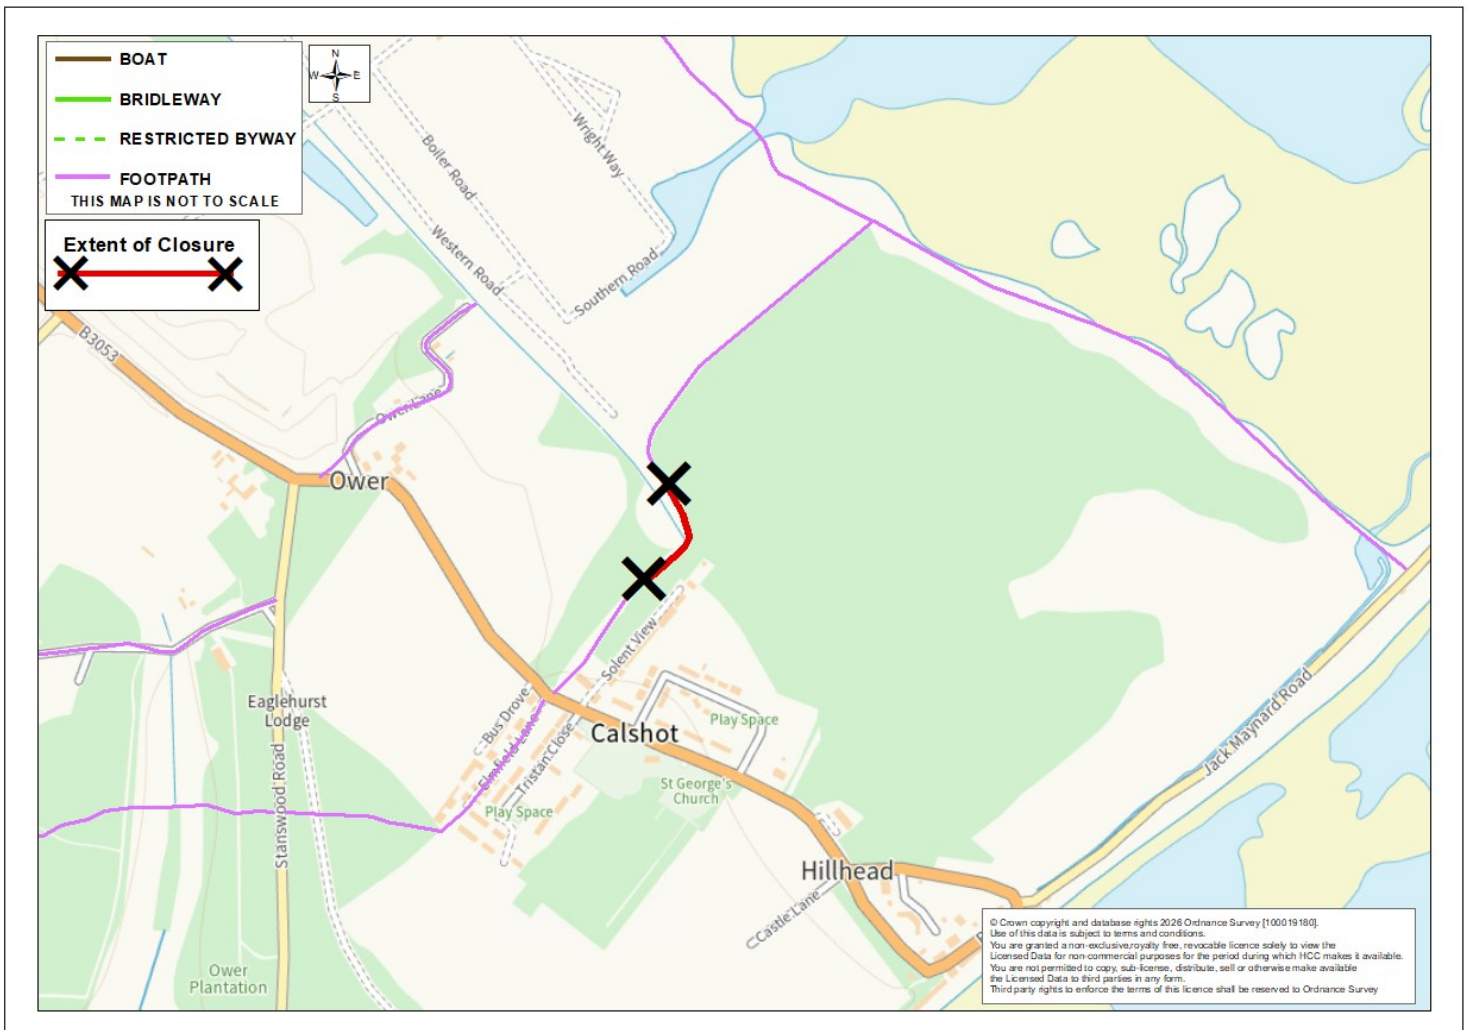 BOAT
BRIDLEWAY
RESTRICTED BYWAY
FOOTPATH
THIS MAP IS NOT TO SCALE
N
W
E
S
Extent of Closure
B3053
Boiler Road
Wright Way
Western Road
Southern Road
Ower Lane
Ower
Solent View
Eaglehurst
Lodge
Stanswood Road
Bus Drove
Elmfield Lane
Tristan Close
Calshot
Play Space
St George's
Church
Play Space
Jack Maynard Road
Hillhead
Castle Lane
Ower
Plantation
© Crown copyright and database rights 2026 Ordnance Survey [100019180].
Use of this data is subject to terms and conditions.
You are granted a non-exclusive,royalty free, revocable licence solely to view the
Licensed Data for non-commercial purposes for the period during which HCC makes it available.
You are not permitted to copy, sub-license, distribute, sell or otherwise make available
the Licensed Data to third parties in any form.
Third party rights to enforce the terms of this licence shall be reserved to Ordnance Survey